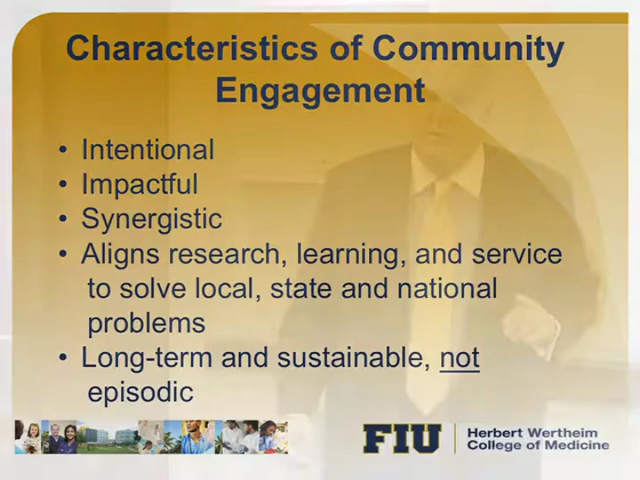 Characteristics of Community
Engagement
• Intentional
• Impactful
• Synergistic
• Aligns research, learning, and service
to solve local, state and national
problems
• Long-term and sustainable, not
episodic
FIU | Herbert Wertheim
College of Medicine